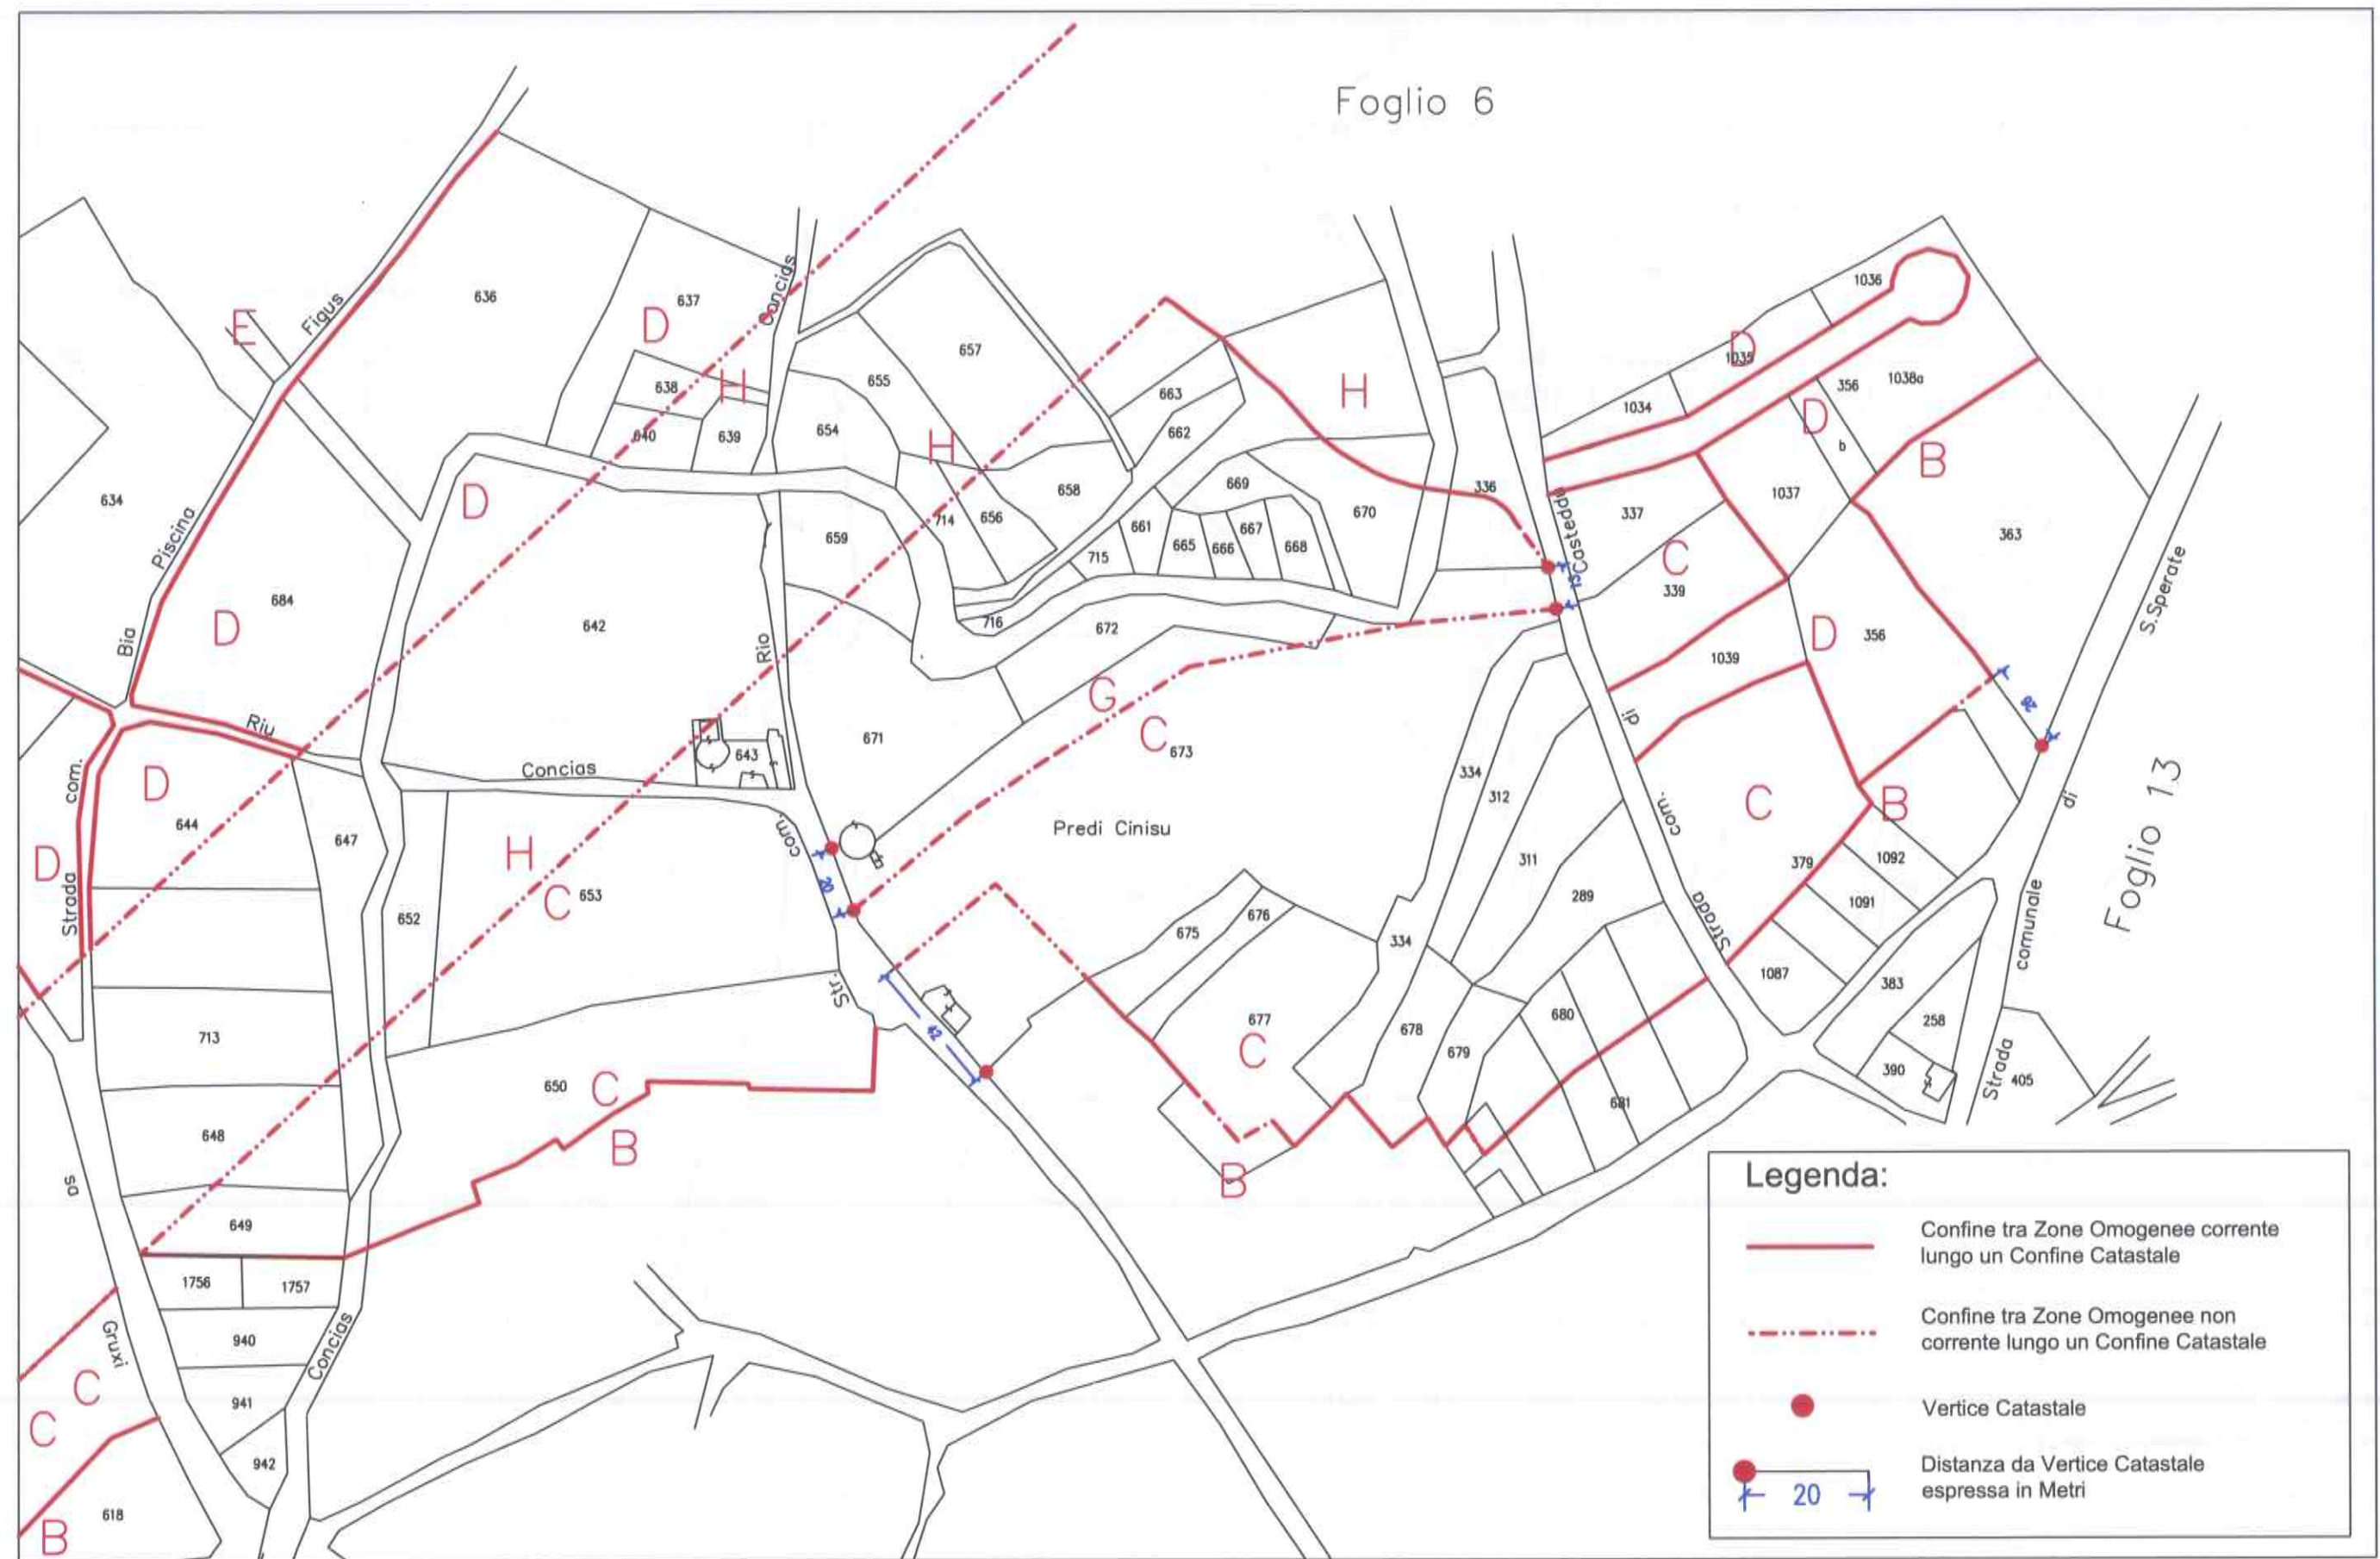 Foglio 6
Figus
Concias
636
637
D
E
638
H
640
639
634
Piscina
657
655
654
H
663
662
H
1036
D
1035
1034
356
1038a
D
b
B
D
659
714
656
658
661
669
715
665
666
667
668
670
336
Casteddu
337
1037
363
C
339
13
684
D
Bia
642
Rio
716
672
G
C
673
1039
D
356
S.Sperate
di
28
Riu
Concias
643
671
Strada com.
D
644
647
D
H
C
653
652
com.
20
Predi Cinisu
334
312
311
289
com.
C
B
379
1092
1091
di
Foglio 13
Strada
1087
comunale
383
258
390
Strada
405
Str.
42
675
676
334
677
C
678
679
680
681
713
648
650
C
B
B
sa
649
1756
1757
940
Gruxi
Concias
941
942
C
C
618
B
Legenda:
Confine tra Zone Omogenee corrente
lungo un Confine Catastale
Confine tra Zone Omogenee non
corrente lungo un Confine Catastale
Vertice Catastale
Distanza da Vertice Catastale
espressa in Metri
20